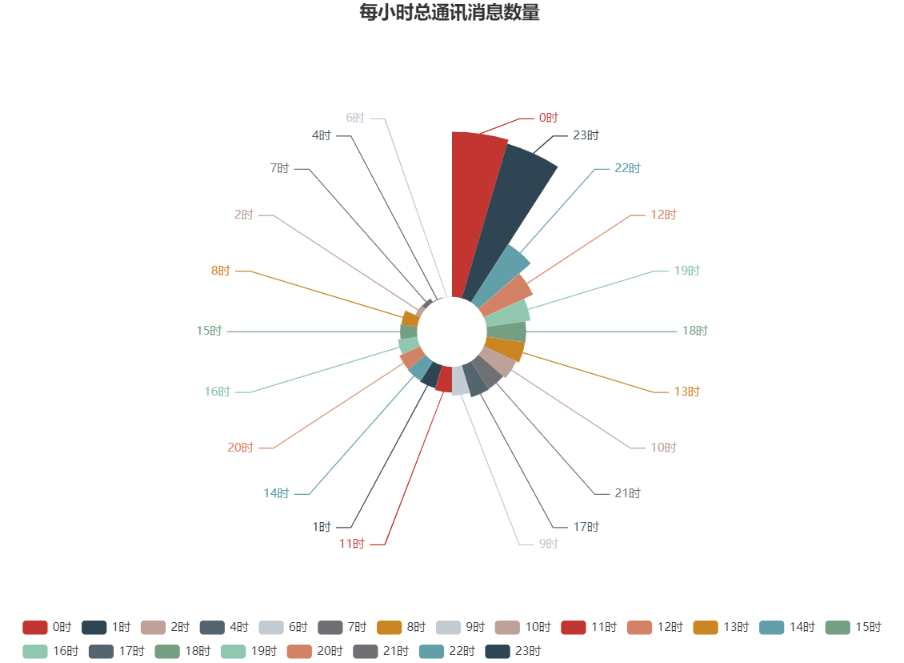 每小时总通讯消息数量
6时
0时
4时
23时
7时
22时
2时
12时
8时
19时
15时
18时
16时
13时
20时
10时
14时
21时
1时
17时
11时
9时
0时 1时 2时 4时 6时 7时 8时 9时 10时 11时 12时 13时 14时 15时
16时 17时 18时 19时 20时 21时 22时 23时